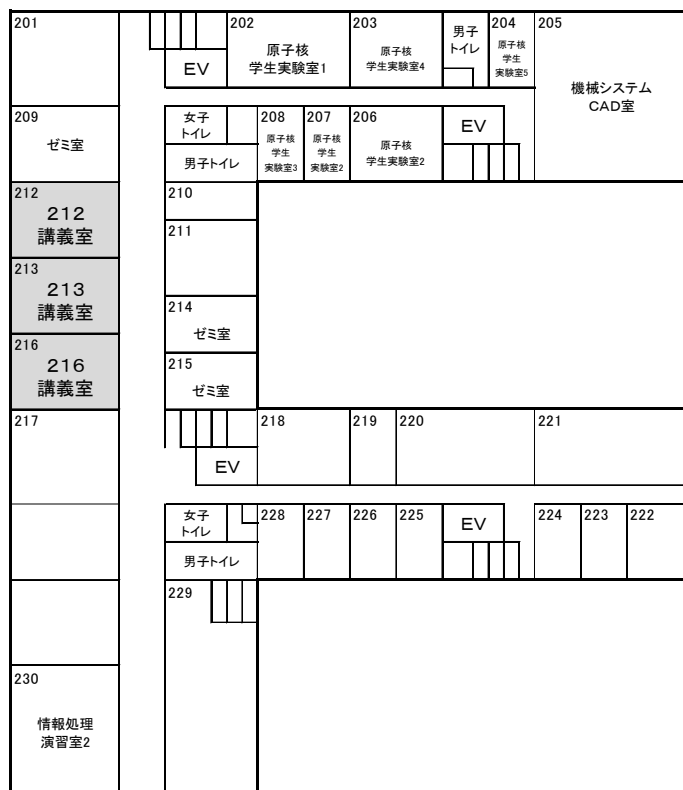 201
EV
202
原子核
学生実験室1
203
原子核
学生実験室4
男子
トイレ
204
原子核
学生
実験室5
205
機械システム
CAD室
209
ゼミ室
女子
トイレ
男子トイレ
208
原子核
学生
実験室3
207
原子核
学生
実験室2
206
原子核
学生実験室2
EV
212
212
講義室
210
211
213
213
講義室
214
ゼミ室
216
216
講義室
215
ゼミ室
217
EV
218
219
220
221
女子
トイレ
男子トイレ
228
227
226
225
EV
224
223
222
229
230
情報処理
演習室2